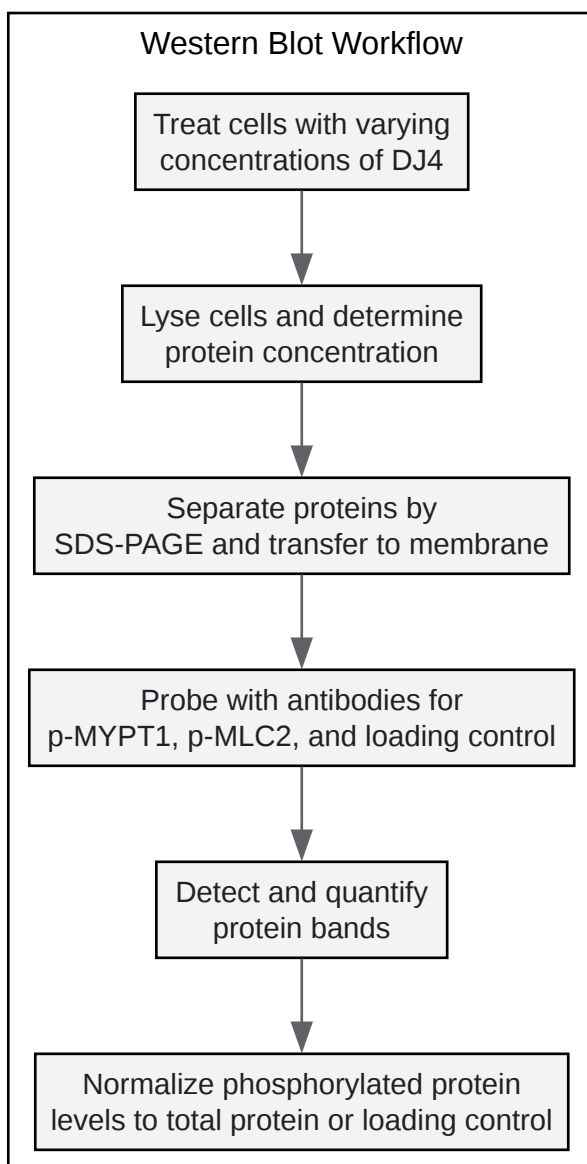 Western Blot Workflow
Treat cells with varying
concentrations of DJ4
Lyse cells and determine
protein concentration
Separate proteins by
SDS-PAGE and transfer to membrane
Probe with antibodies for
p-MYPT1, p-MLC2, and loading control
Detect and quantify
protein bands
Normalize phosphorylated protein
levels to total protein or loading control